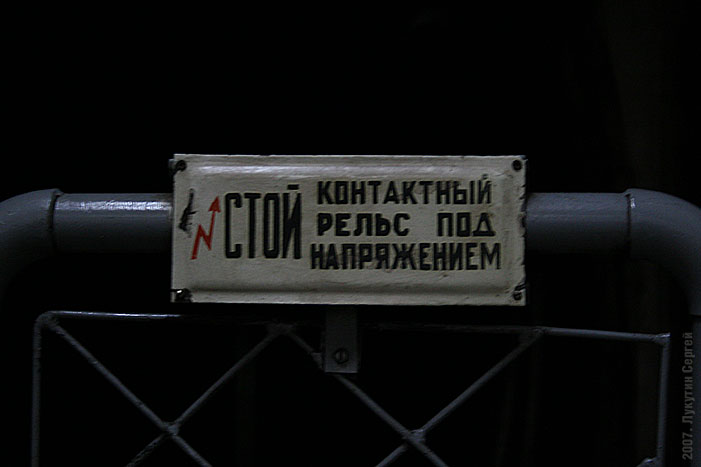 СТОЙ
КОНТАКТНЫЙ
РЕЛЬС ПОД
НАПРЯЖЕНИЕМ
2007, Лукутин Сергей